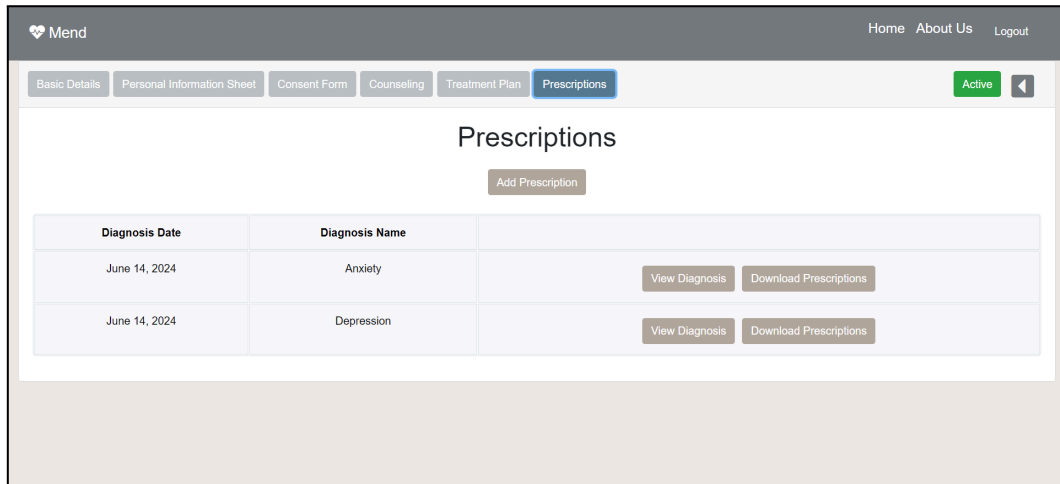 Mend
Home About Us Logout
Basic Details Personal Information Sheet Consent Form Counseling Treatment Plan Prescriptions Active
Prescriptions
Add Prescription
Diagnosis Date Diagnosis Name
June 14, 2024 Anxiety View Diagnosis Download Prescriptions
June 14, 2024 Depression View Diagnosis Download Prescriptions